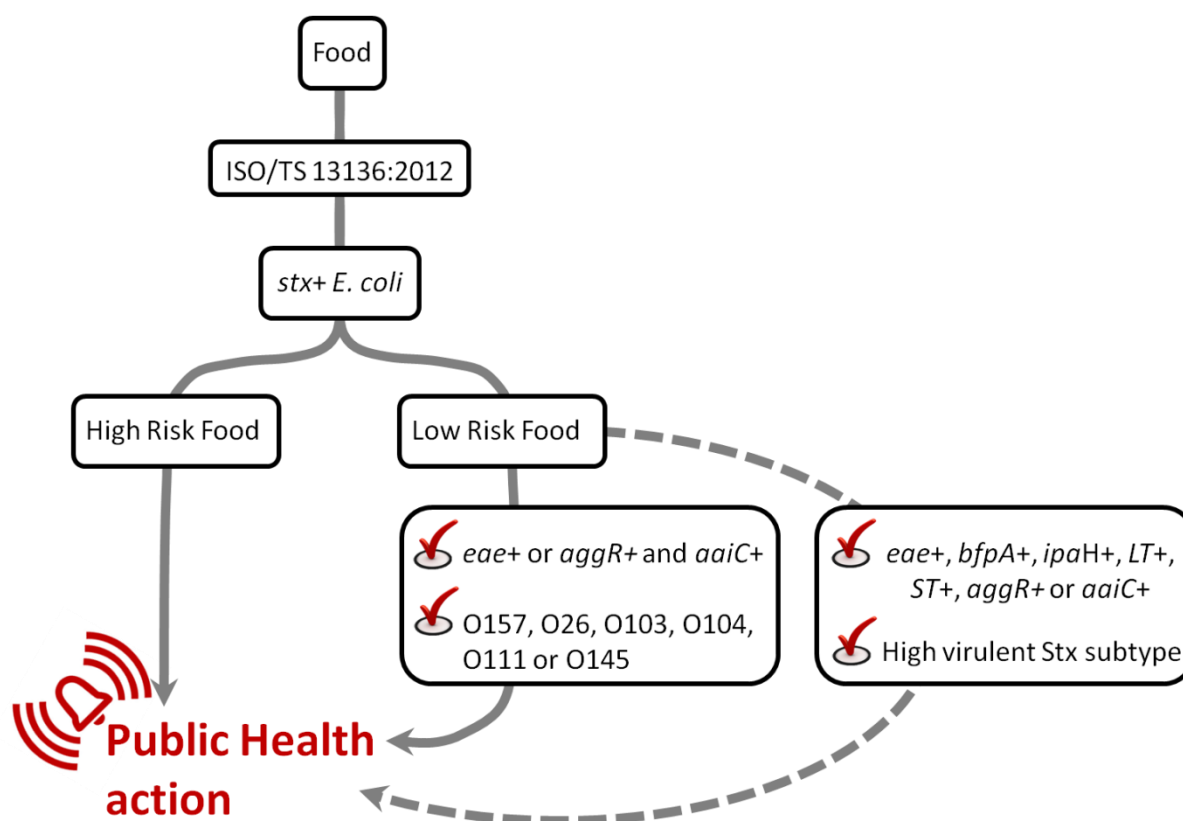 Food
ISO/TS 13136:2012
stx+ E. coli
High Risk Food
Low Risk Food
eae+ or aggR+ and aaiC+
O157, O26, O103, O104,
O111 or O145
eae+, bfpA+, ipaH+, LT+,
ST+, aggR+ or aaiC+
High virulent Stx subtype
Public Health
action